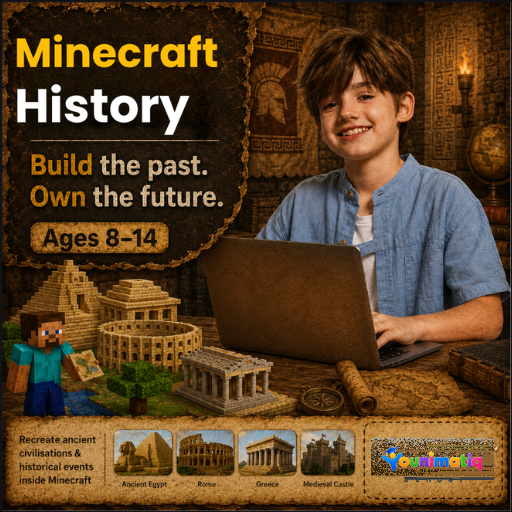 Minecraft
History
Build the past.
Own the future.
Ages 8–14
Recreate ancient
civilisations &
historical events
inside Minecraft
Ancient Egypt
Rome
Greece
Medieval Castle
Younimatiq